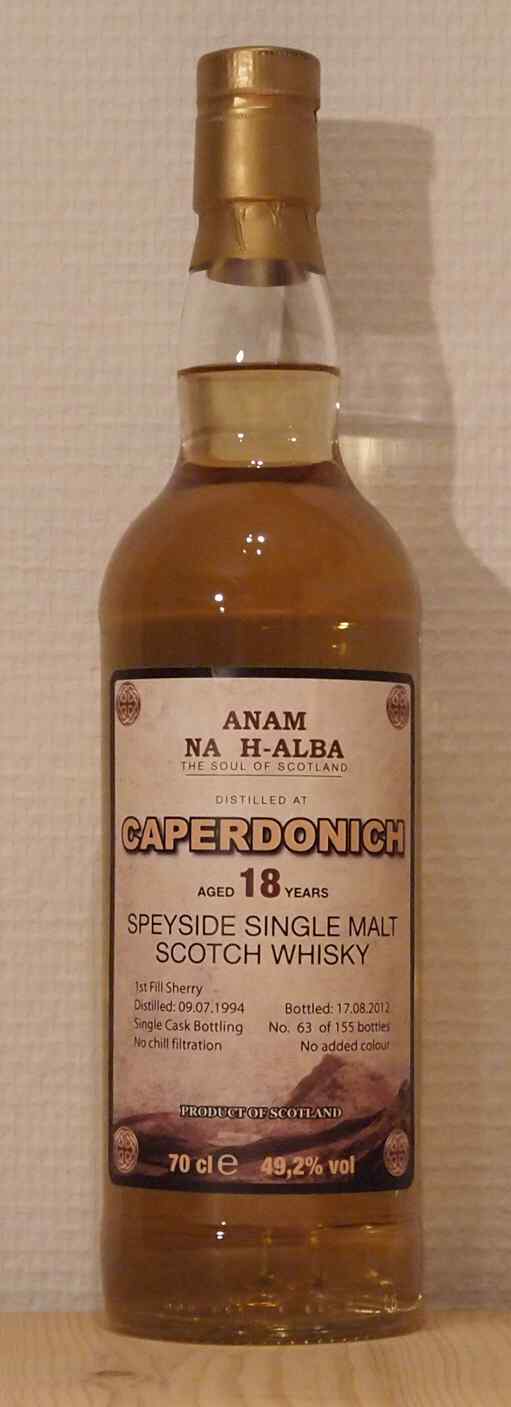 ANAM
NA H-ALBA
THE SOUL OF SCOTLAND
DISTILLED AT
CAPERDONICH
AGED 18 YEARS
SPEYSIDE SINGLE MALT
SCOTCH WHISKY
1st Fill Sherry
Distilled: 09.07.1994 Bottled: 17.08.2012
Single Cask Bottling No. 63 of 155 bottles
No chill filtration No added colour
PRODUCT OF SCOTLAND
70 cl e 49,2% vol